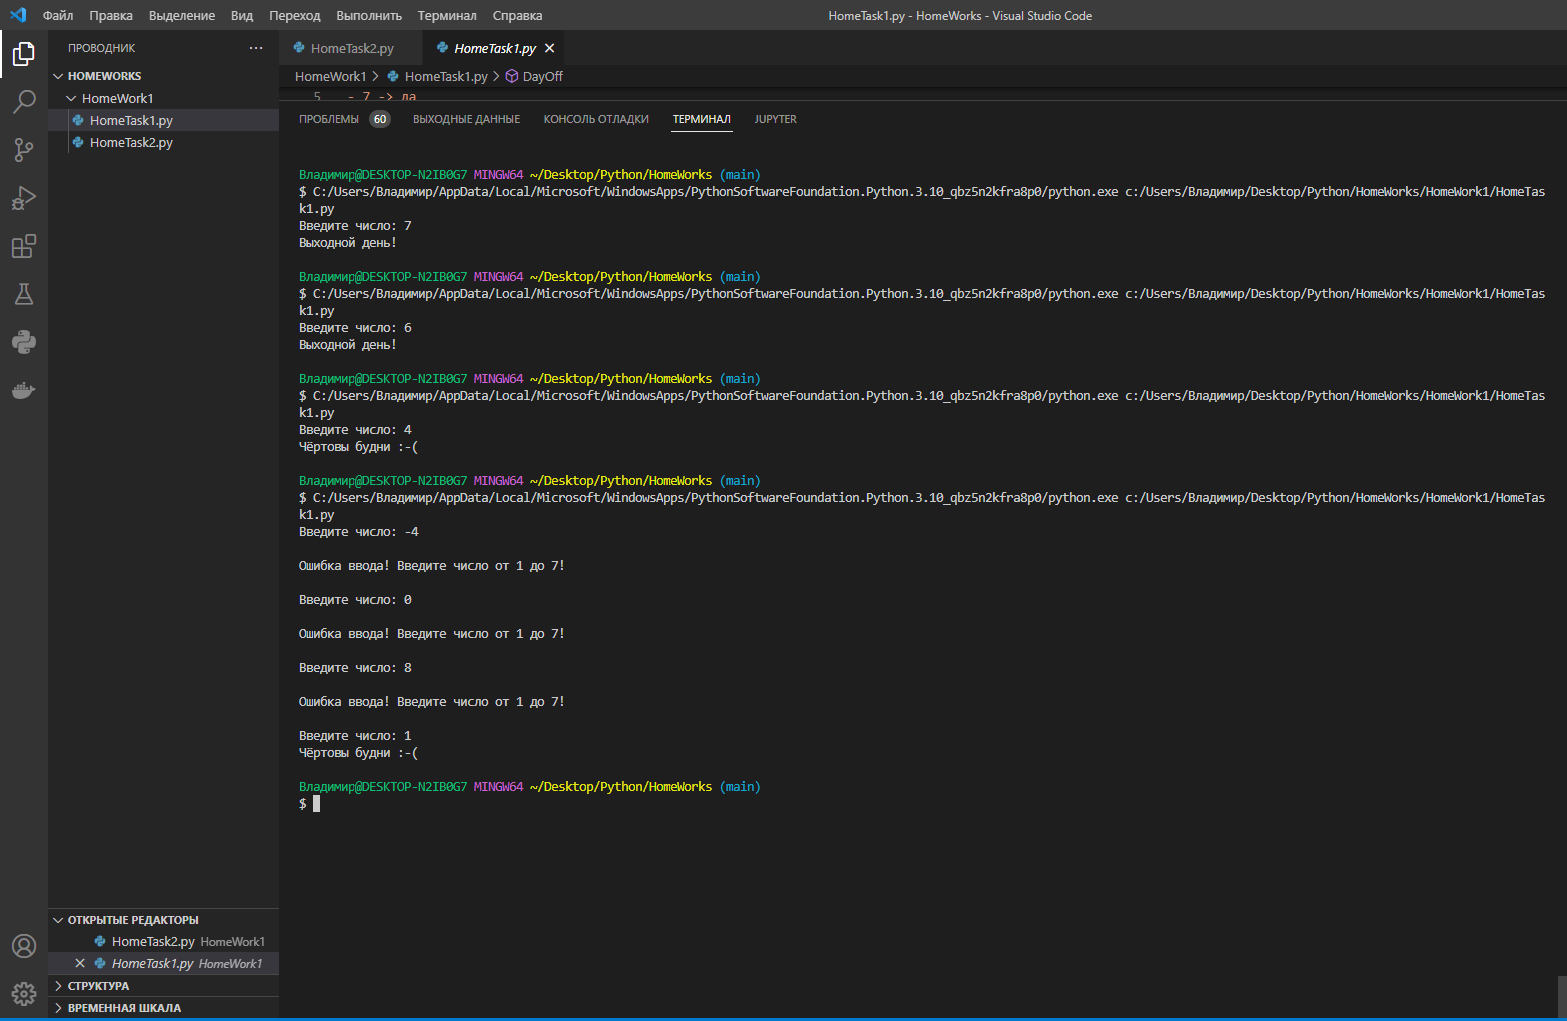 Файл Правка Выделение Вид Переход Выполнить Терминал Справка HomeTask1.py - HomeWorks - Visual Studio Code
ПРОВОДНИК ···
HOMEWORKS
HomeWork1
HomeTask1.py
HomeTask2.py
HomeTask2.py HomeTask1.py
HomeWork1 > HomeTask1.py > DayOff
5 - 7 -> да
ПРОБЛЕМЫ 60 ВЫХОДНЫЕ ДАННЫЕ КОНСОЛЬ ОТЛАДКИ ТЕРМИНАЛ JUPYTER
Владимир@DESKTOP-N2IB0G7 MINGW64 ~/Desktop/Python/HomeWorks (main)
$ C:/Users/Владимир/AppData/Local/Microsoft/WindowsApps/PythonSoftwareFoundation.Python.3.10_qbz5n2kfra8p0/python.exe c:/Users/Владимир/Desktop/Python/HomeWorks/HomeWork1/HomeTas
k1.py
Введите число: 7
Выходной день!
Владимир@DESKTOP-N2IB0G7 MINGW64 ~/Desktop/Python/HomeWorks (main)
$ C:/Users/Владимир/AppData/Local/Microsoft/WindowsApps/PythonSoftwareFoundation.Python.3.10_qbz5n2kfra8p0/python.exe c:/Users/Владимир/Desktop/Python/HomeWorks/HomeWork1/HomeTas
k1.py
Введите число: 6
Выходной день!
Владимир@DESKTOP-N2IB0G7 MINGW64 ~/Desktop/Python/HomeWorks (main)
$ C:/Users/Владимир/AppData/Local/Microsoft/WindowsApps/PythonSoftwareFoundation.Python.3.10_qbz5n2kfra8p0/python.exe c:/Users/Владимир/Desktop/Python/HomeWorks/HomeWork1/HomeTas
k1.py
Введите число: 4
Чёртовы будни :-(
Владимир@DESKTOP-N2IB0G7 MINGW64 ~/Desktop/Python/HomeWorks (main)
$ C:/Users/Владимир/AppData/Local/Microsoft/WindowsApps/PythonSoftwareFoundation.Python.3.10_qbz5n2kfra8p0/python.exe c:/Users/Владимир/Desktop/Python/HomeWorks/HomeWork1/HomeTas
k1.py
Введите число: -4
Ошибка ввода! Введите число от 1 до 7!
Введите число: 0
Ошибка ввода! Введите число от 1 до 7!
Введите число: 8
Ошибка ввода! Введите число от 1 до 7!
Введите число: 1
Чёртовы будни :-(
Владимир@DESKTOP-N2IB0G7 MINGW64 ~/Desktop/Python/HomeWorks (main)
$
ОТКРЫТЫЕ РЕДАКТОРЫ
HomeTask2.py HomeWork1
HomeTask1.py HomeWork1
СТРУКТУРА
ВРЕМЕННАЯ ШКАЛА